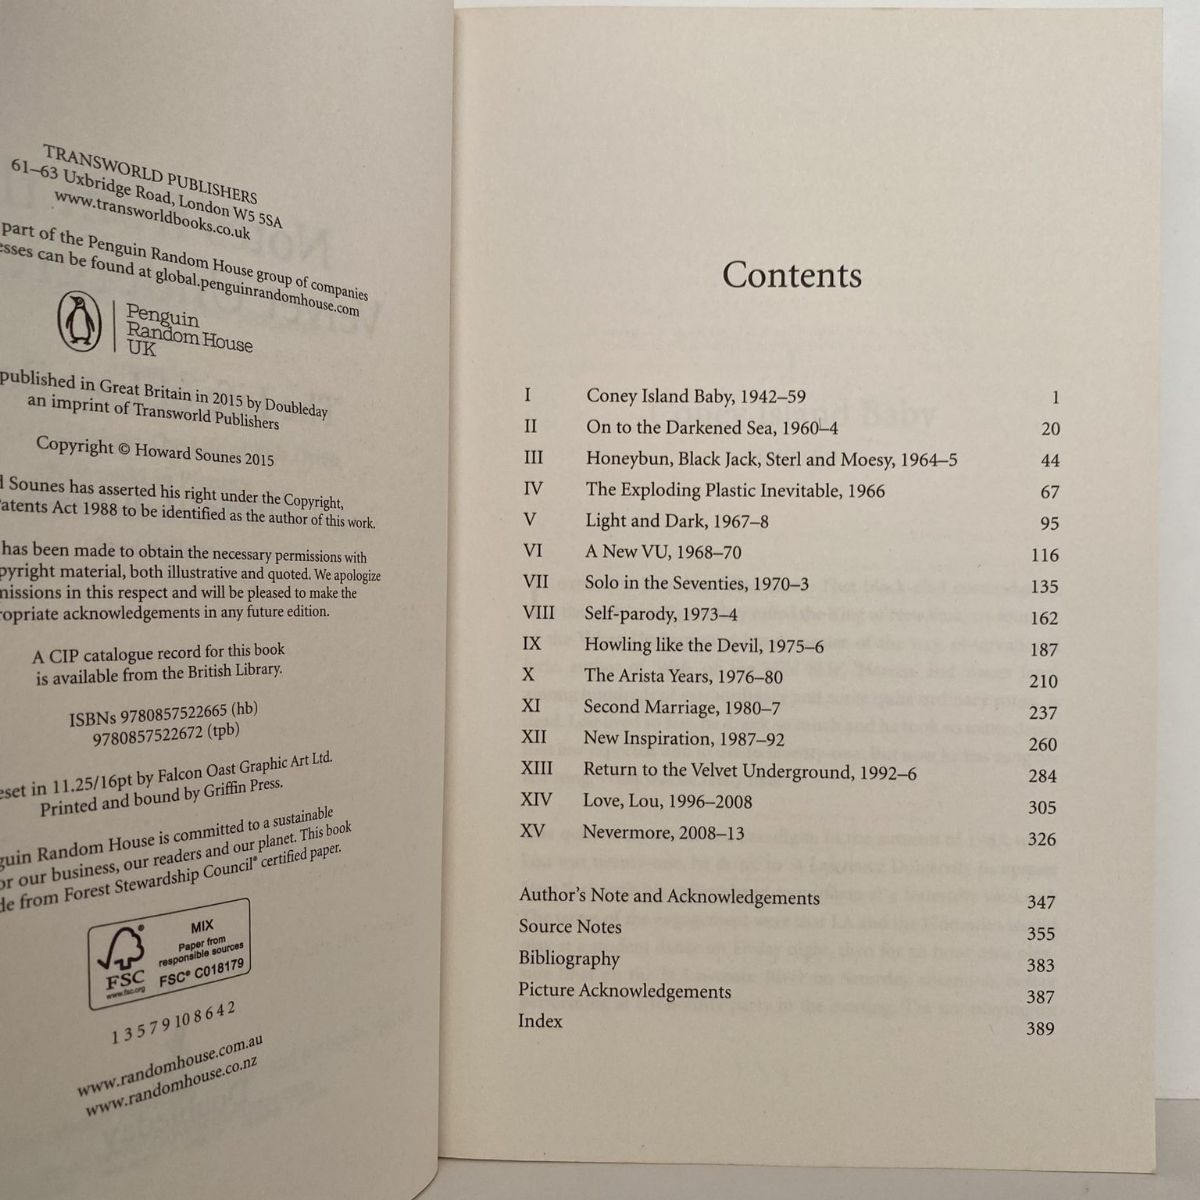 TRANSWORLD PUBLISHERS
61–63 Uxbridge Road, London W5 5SA
www.transworldbooks.co.uk
part of the Penguin Random House group of companies
can be found at global.penguinrandomhouse.com
Penguin
Random House
UK
published in Great Britain in 2015 by Doubleday
an imprint of Transworld Publishers
Copyright © Howard Sounes 2015
Sounes has asserted his right under the Copyright,
Patents Act 1988 to be identified as the author of this work.
has been made to obtain the necessary permissions with
copyright material, both illustrative and quoted. We apologize
in this respect and will be pleased to make the
acknowledgements in any future edition.
A CIP catalogue record for this book
is available from the British Library.
ISBNs 9780857522665 (hb)
9780857522672 (tpb)
in 11.25/16pt by Falcon Oast Graphic Art Ltd.
Printed and bound by Griffin Press.
Random House is committed to a sustainable
for our business, our readers and our planet. This book
from Forest Stewardship Council® certified paper.
FSC
www.fsc.org
MIX
Paper from
responsible sources
FSC® C018179
1 3 5 7 9 10 8 6 4 2
www.randomhouse.com.au
www.randomhouse.co.nz
Contents
I Coney Island Baby, 1942–59 1
II On to the Darkened Sea, 1960–4 20
III Honeybun, Black Jack, Sterl and Moesy, 1964–5 44
IV The Exploding Plastic Inevitable, 1966 67
V Light and Dark, 1967–8 95
VI A New VU, 1968–70 116
VII Solo in the Seventies, 1970–3 135
VIII Self-parody, 1973–4 162
IX Howling like the Devil, 1975–6 187
X The Arista Years, 1976–80 210
XI Second Marriage, 1980–7 237
XII New Inspiration, 1987–92 260
XIII Return to the Velvet Underground, 1992–6 284
XIV Love, Lou, 1996–2008 305
XV Nevermore, 2008–13 326
Author's Note and Acknowledgements 347
Source Notes 355
Bibliography 383
Picture Acknowledgements 387
Index 389